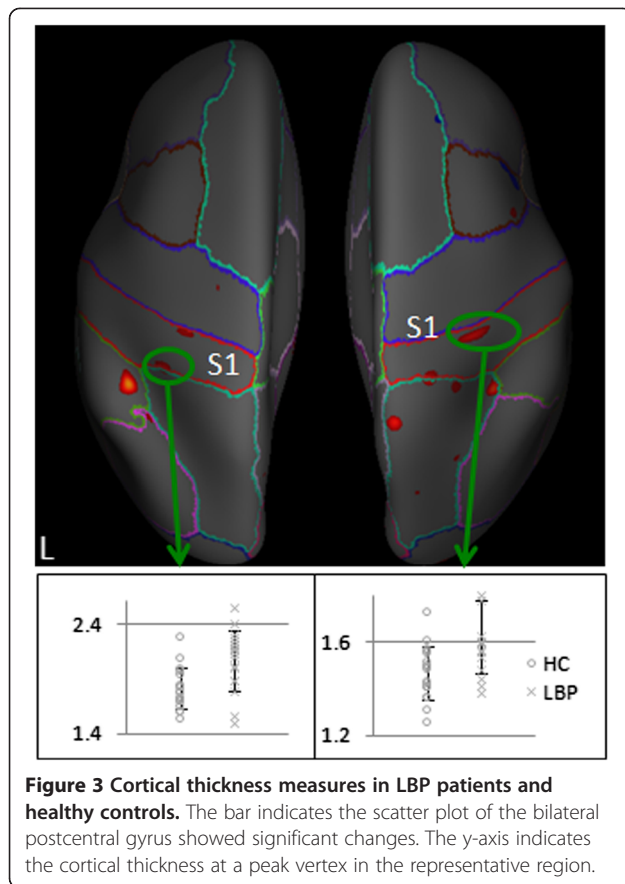 S1
S1
L
2.4
1.4
1.6
1.2
HC
LBP
Figure 3 Cortical thickness measures in LBP patients and
healthy controls. The bar indicates the scatter plot of the bilateral
postcentral gyrus showed significant changes. The y-axis indicates
the cortical thickness at a peak vertex in the representative region.